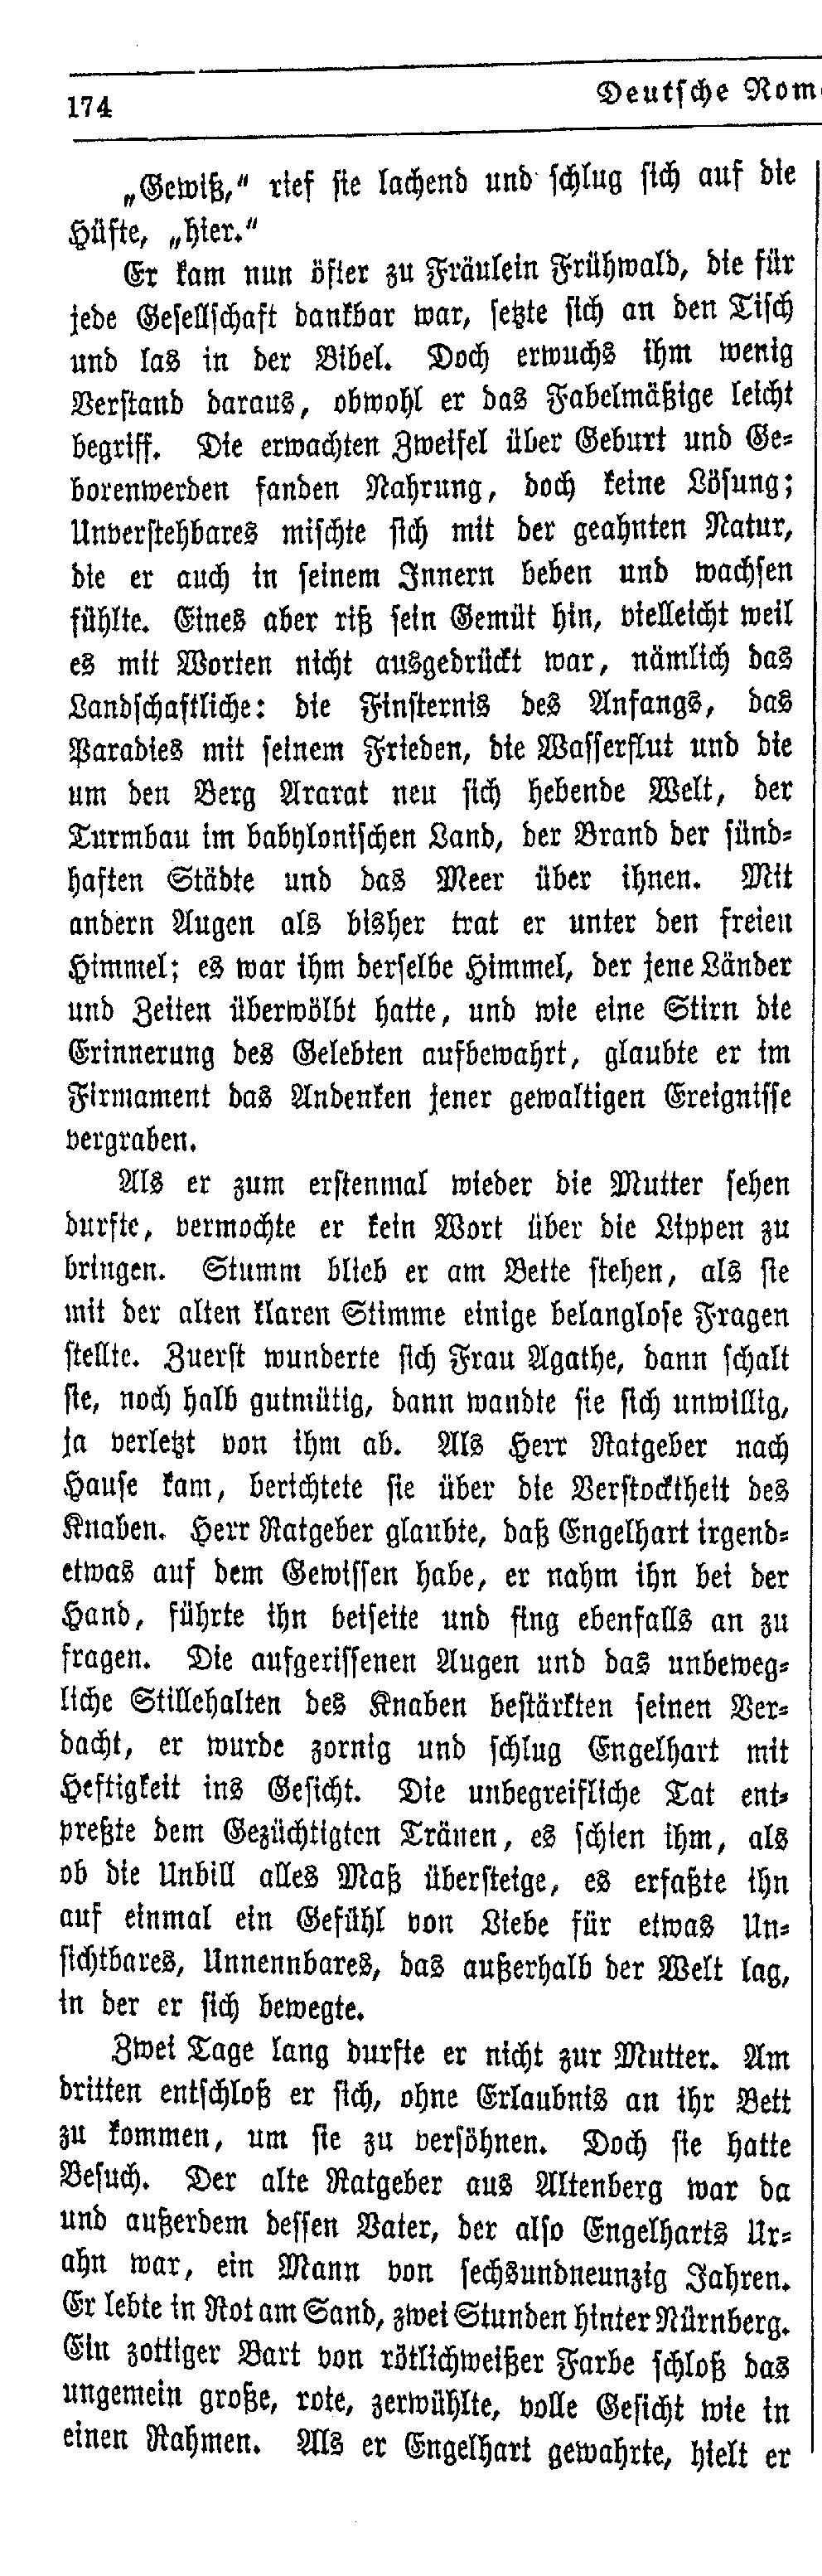 174
Deutsche Rom
„Gewiß,“ rief sie lachend und schlug sich auf die
Hüfte, „hier.“
Er kam nun öfter zu Fräulein Frühwald, die für
jede Gesellschaft dankbar war, setzte sich an den Tisch
und las in der Bibel. Doch erwuchs ihm wenig
Verstand daraus, obwohl er das Fabelmäßige leicht
begriff. Die erwachten Zweifel über Geburt und Ge=
borenwerden fanden Nahrung, doch keine Lösung;
Unverstehbares mischte sich mit der geahnten Natur,
die er auch in seinem Innern beben und wachsen
fühlte. Eines aber riß sein Gemüt hin, vielleicht weil
es mit Worten nicht ausgedrückt war, nämlich das
Landschaftliche: die Finsternis des Anfangs, das
Paradies mit seinem Frieden, die Wasserflut und die
um den Berg Ararat neu sich hebende Welt, der
Turmbau im babylonischen Land, der Brand der sünd=
haften Städte und das Meer über ihnen. Mit
andern Augen als bisher trat er unter den freien
Himmel; es war ihm derselbe Himmel, der jene Länder
und Zeiten überwölbt hatte, und wie eine Stirn die
Erinnerung des Gelebten aufbewahrt, glaubte er im
Firmament das Andenken jener gewaltigen Ereignisse
vergraben.
Als er zum erstenmal wieder die Mutter sehen
durfte, vermochte er kein Wort über die Lippen zu
bringen. Stumm blieb er am Bette stehen, als sie
mit der alten klaren Stimme einige belanglose Fragen
stellte. Zuerst wunderte sich Frau Agathe, dann schalt
sie, noch halb gutmütig, dann wandte sie sich unwillig,
ja verletzt von ihm ab. Als Herr Ratgeber nach
Hause kam, berichtete sie über die Verstocktheit des
Knaben. Herr Ratgeber glaubte, daß Engelhart irgend=
etwas auf dem Gewissen habe, er nahm ihn bei der
Hand, führte ihn beiseite und fing ebenfalls an zu
fragen. Die aufgerissenen Augen und das unbeweg=
liche Stillehalten des Knaben bestärkten seinen Ver=
dacht, er wurde zornig und schlug Engelhart mit
Heftigkeit ins Gesicht. Die unbegreifliche Tat ent=
preßte dem Gezüchtigten Tränen, es schien ihm, als
ob die Unbill alles Maß übersteige, es erfaßte ihn
auf einmal ein Gefühl von Liebe für etwas Un=
sichtbares, Unnennbares, das außerhalb der Welt lag,
in der er sich bewegte.
Zwei Tage lang durfte er nicht zur Mutter. Am
dritten entschloß er sich, ohne Erlaubnis an ihr Bett
zu kommen, um sie zu versöhnen. Doch sie hatte
Besuch. Der alte Ratgeber aus Altenberg war da
und außerdem dessen Vater, der also Engelharts Ur=
ahn war, ein Mann von sechsundneunzig Jahren.
Er lebte in Rot am Sand, zwei Stunden hinter Nürnberg.
Ein zottiger Bart von rötlichweißer Farbe schloß das
ungemein große, rote, zerwühlte, volle Gesicht wie in
einen Rahmen. Als er Engelhart gewahrte, hielt er